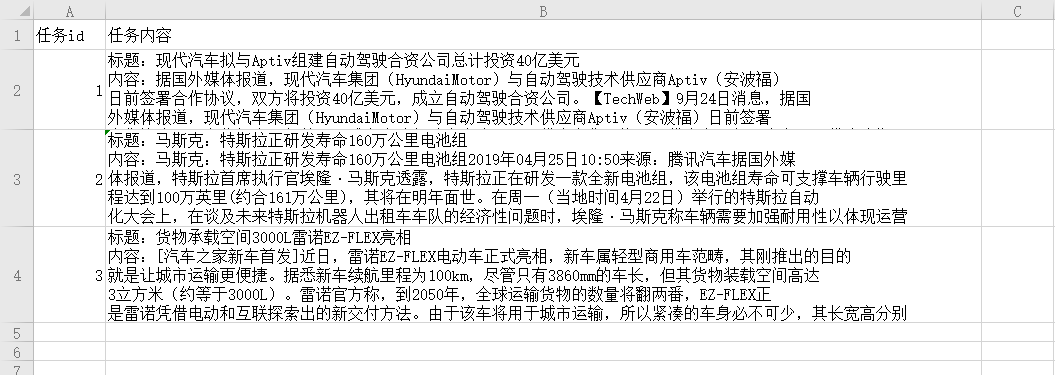 A B C
1 任务id 任务内容
标题：现代汽车拟与Aptiv组建自动驾驶合资公司总计投资40亿美元
内容：据国外媒体报道，现代汽车集团（HyundaiMotor）与自动驾驶技术供应商Aptiv（安波福）
2 1 日前签署合作协议，双方将投资40亿美元，成立自动驾驶合资公司。【TechWeb】9月24日消息，据国
外媒体报道，现代汽车集团（HyundaiMotor）与自动驾驶技术供应商Aptiv（安波福）日前签署
标题：马斯克：特斯拉正研发寿命160万公里电池组
内容：马斯克：特斯拉正研发寿命160万公里电池组2019年04月25日10:50来源：腾讯汽车据国外媒
3 2 体报道，特斯拉首席执行官埃隆·马斯克透露，特斯拉正在研发一款全新电池组，该电池组寿命可支撑车辆行驶里
程达到100万英里(约合161万公里)，其将在明年面世。在周一（当地时间4月22日）举行的特斯拉自动
化大会上，在谈及未来特斯拉机器人出租车车队的经济性问题时，埃隆·马斯克称车辆需要加强耐用性以体现运营
标题：货物承载空间3000L雷诺EZ-FLEX亮相
内容：[汽车之家新车首发]近日，雷诺EZ-FLEX电动车正式亮相，新车属轻型商用车范畴，其刚推出的目的
4 3 就是让城市运输更便捷。据悉新车续航里程为100km，尽管只有3860mm的车长，但其货物装载空间高达
3立方米（约等于3000L）。雷诺官方称，到2050年，全球运输货物的数量将翻两番，EZ-FLEX正
是雷诺凭借电动和互联探索出的新交付方法。由于该车将用于城市运输，所以紧凑的车身必不可少，其长宽高分别
5
6
7